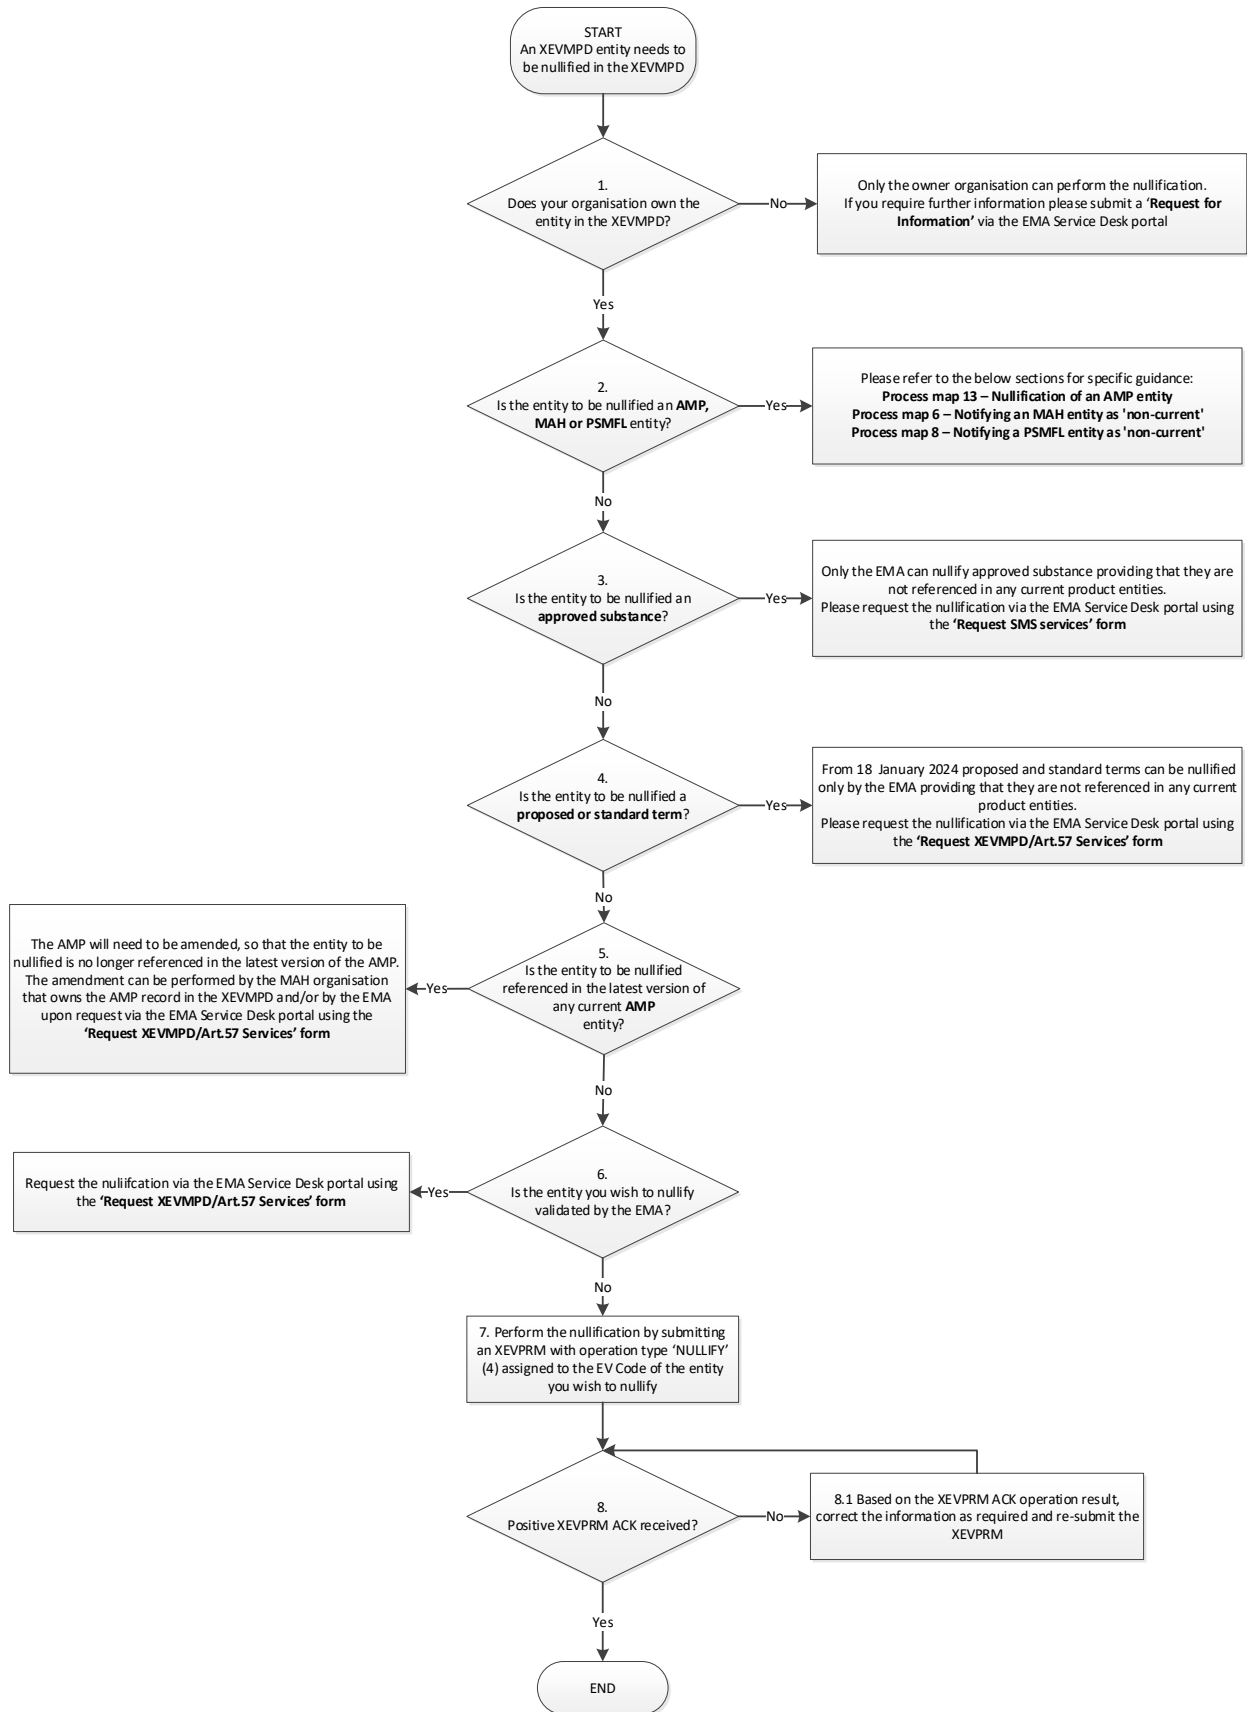 START
An XEVMPD entity needs to
be nullified in the XEVMPD
1.
Does your organisation own the
entity in the XEVMPD?
No
Only the owner organisation can perform the nullification.
If you require further information please submit a ‘Request for
Information’ via the EMA Service Desk portal
Yes
2.
Is the entity to be nullified an AMP,
MAH or PSMFL entity?
Yes
Please refer to the below sections for specific guidance:
Process map 13 – Nullification of an AMP entity
Process map 6 – Notifying an MAH entity as 'non-current'
Process map 8 – Notifying a PSMFL entity as 'non-current'
No
3.
Is the entity to be nullified an
approved substance?
Yes
Only the EMA can nullify approved substance providing that they are
not referenced in any current product entities.
Please request the nullification via the EMA Service Desk portal using
the ‘Request SMS services’ form
No
4.
Is the entity to be nullified a
proposed or standard term?
Yes
From 18 January 2024 proposed and standard terms can be nullified
only by the EMA providing that they are not referenced in any current
product entities.
Please request the nullification via the EMA Service Desk portal using
the ‘Request XEVMPD/Art.57 Services’ form
No
5.
Is the entity to be nullified
referenced in the latest version of
any current AMP
entity?
Yes
The AMP will need to be amended, so that the entity to be
nullified is no longer referenced in the latest version of the AMP.
The amendment can be performed by the MAH organisation
that owns the AMP record in the XEVMPD and/or by the EMA
upon request via the EMA Service Desk portal using the
‘Request XEVMPD/Art.57 Services’ form
No
6.
Is the entity you wish to nullify
validated by the EMA?
Yes
Request the nuliifcation via the EMA Service Desk portal using
the ‘Request XEVMPD/Art.57 Services’ form
No
7. Perform the nullification by submitting
an XEVPRM with operation type ‘NULLIFY’
(4) assigned to the EV Code of the entity
you wish to nullify
8.
Positive XEVPRM ACK received?
No
8.1 Based on the XEVPRM ACK operation result,
correct the information as required and re-submit the
XEVPRM
Yes
END